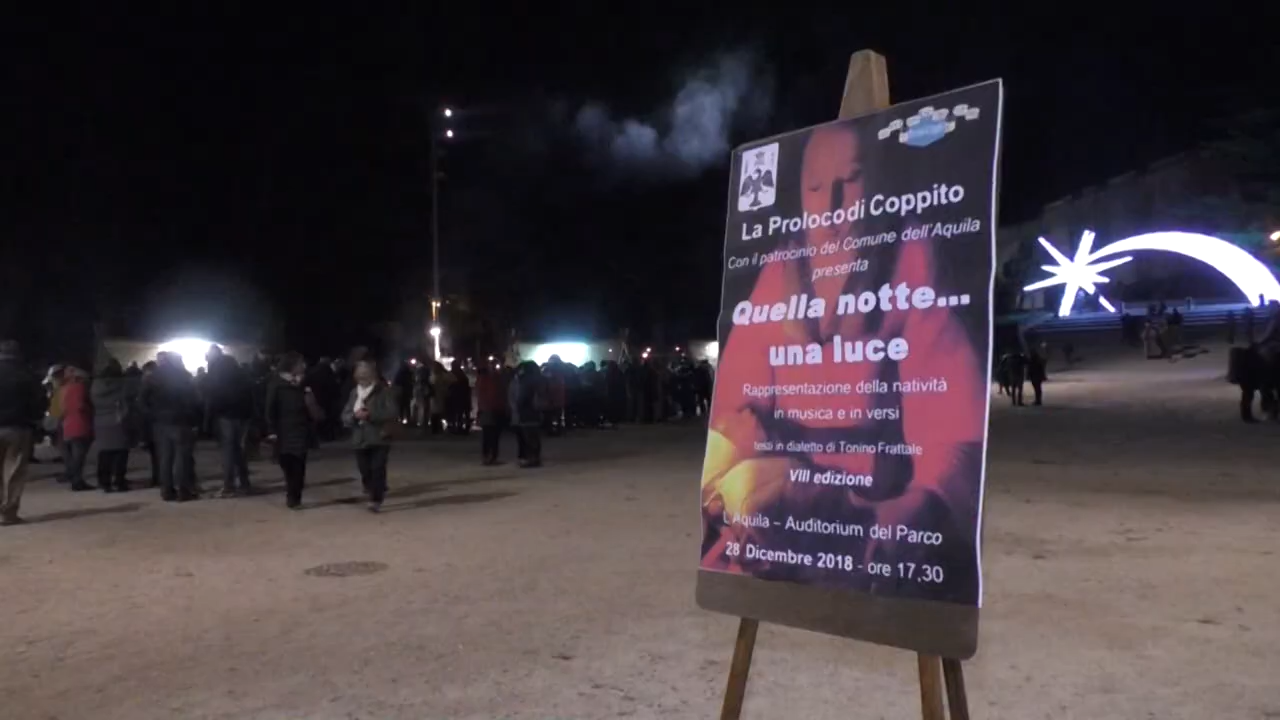 La Prolocodi Coppito
Con il patrocinio del Comune dell'Aquila
presenta
Quella notte...
una luce
Rappresentazione della natività
in musica e in versi
testi in dialetto di Tonino Frattale
VIII edizione
L'Aquila – Auditorium del Parco
28 Dicembre 2018 - ore 17,30